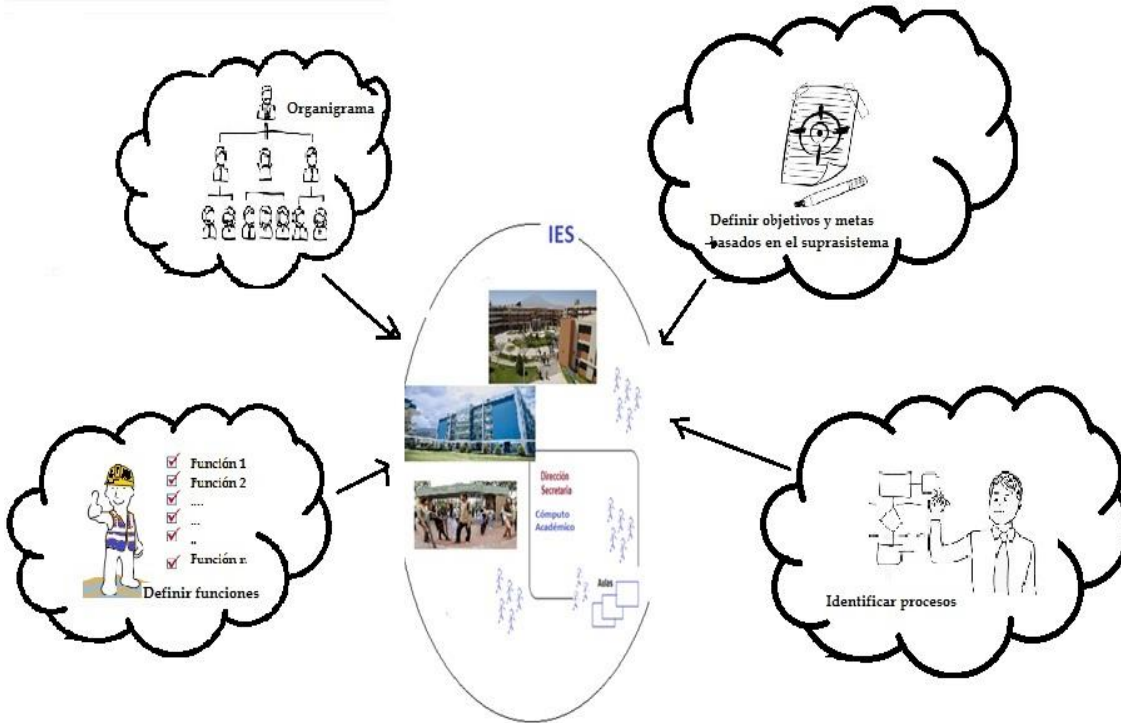 Organigrama
Definir objetivos y metas
basados en el suprasistema
IES
Dirección
Secretaría
Cómputo
Académico
Aulas
Función 1
Función 2
....
...
..
Función n
Definir funciones
Identificar procesos